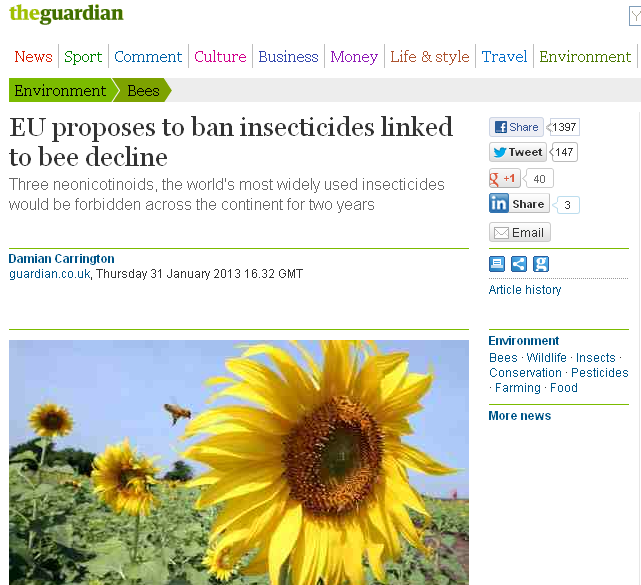 theguardian
News Sport Comment Culture Business Money Life & style Travel Environment
Environment Bees
EU proposes to ban insecticides linked
to bee decline
Three neonicotinoids, the world's most widely used insecticides
would be forbidden across the continent for two years
Damian Carrington
guardian.co.uk, Thursday 31 January 2013 16.32 GMT
Share 1397
Tweet 147
+1 40
in Share 3
Email
Article history
Environment
Bees · Wildlife · Insects ·
Conservation · Pesticides
· Farming · Food
More news